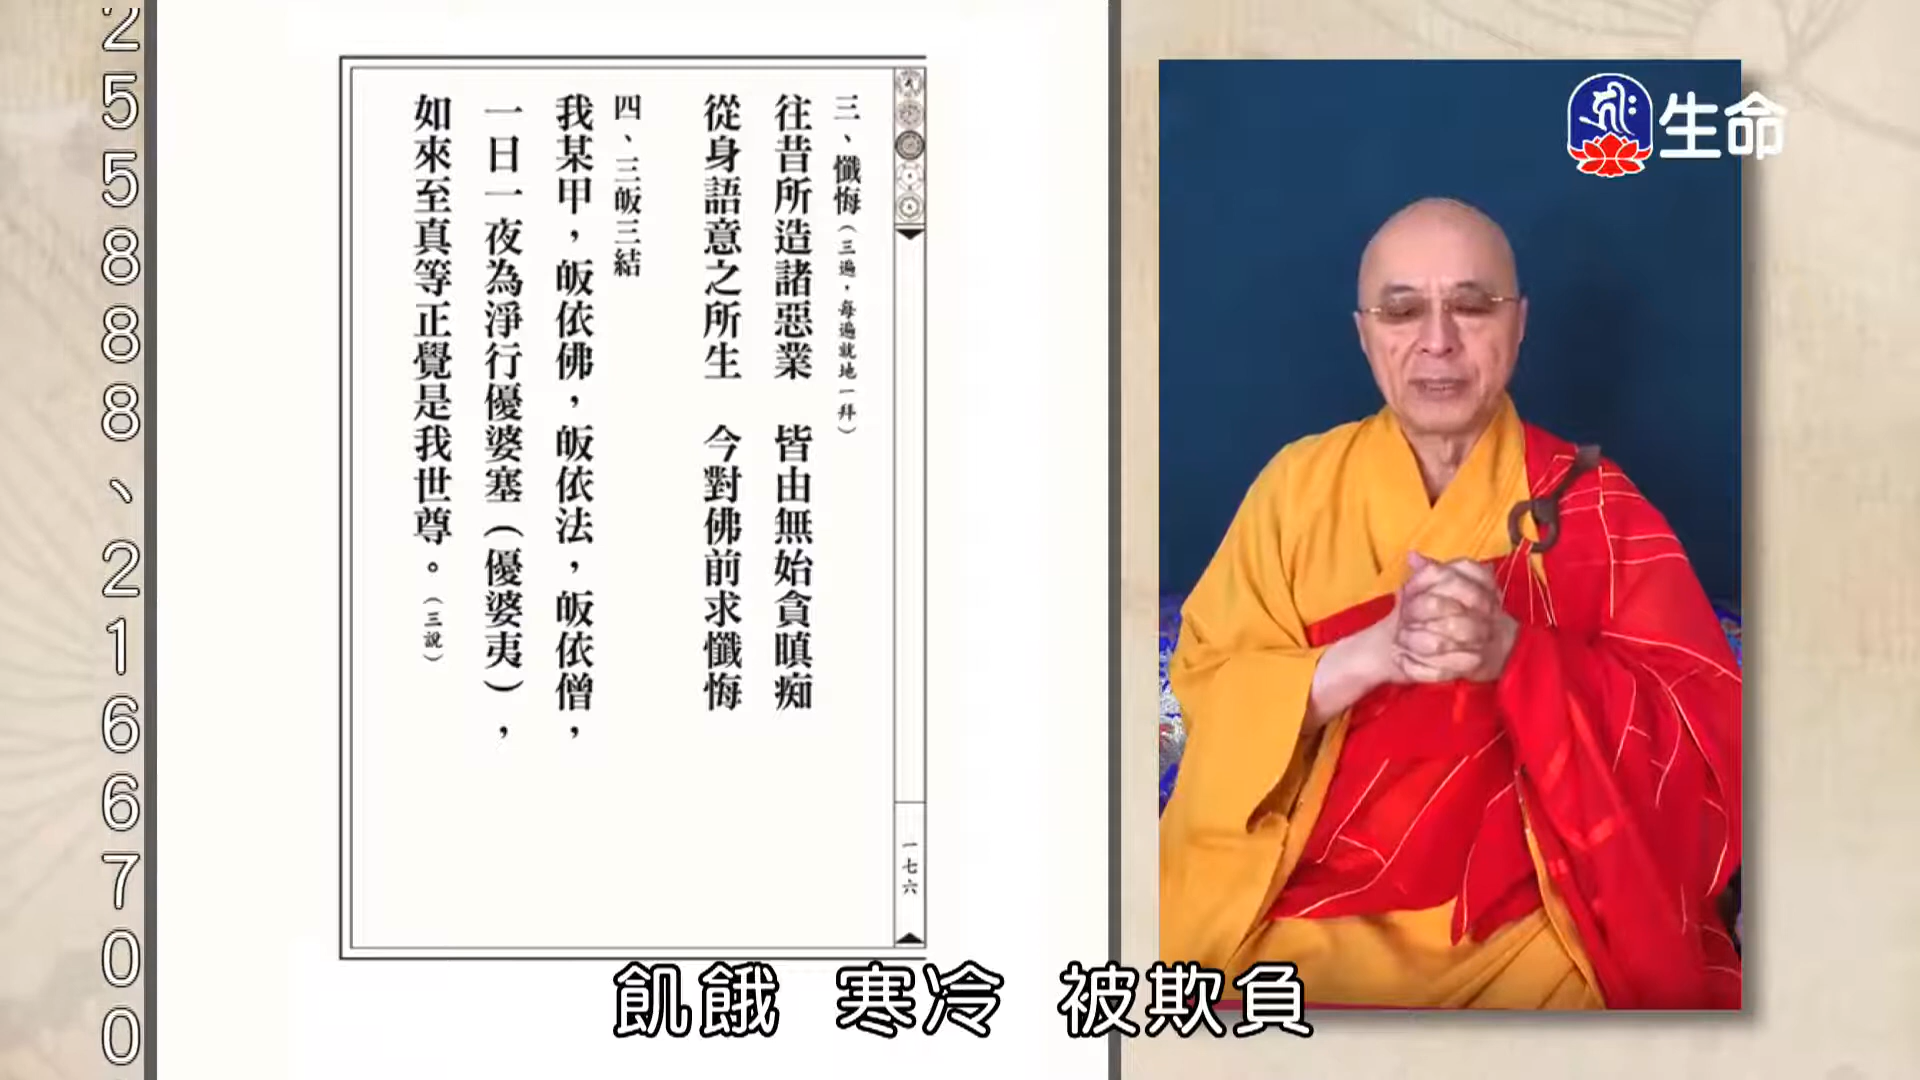 三、懺悔（三遍，每遍就地一拜）
往昔所造諸惡業　皆由無始貪瞋痴
從身語意之所生　今對佛前求懺悔
四、三皈三結
我某甲，皈依佛，皈依法，皈依僧，
一日一夜為淨行優婆塞（優婆夷），
如來至真等正覺是我世尊。（三說）
一七六
生命
255888、2166700
飢餓 寒冷 被欺負